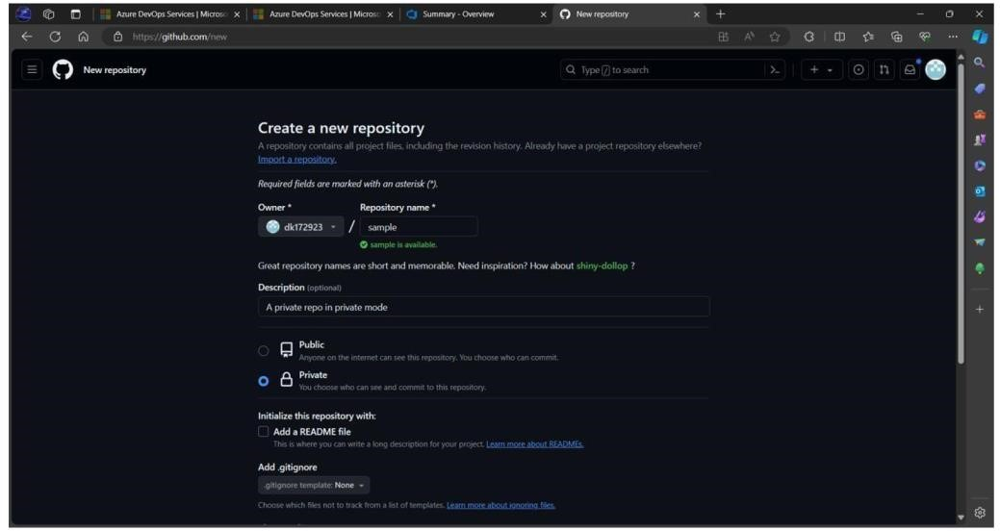 Azure DevOps Services | Microso
Azure DevOps Services | Microsc
Summary - Overview
New repository
https://github.com/new
New repository
Type / to search
Create a new repository
A repository contains all project files, including the revision history. Already have a project repository elsewhere?
Import a repository.
Required fields are marked with an asterisk (*).
Owner * Repository name *
dk172923 / sample
sample is available.
Great repository names are short and memorable. Need inspiration? How about shiny-dollop ?
Description (optional)
A private repo in private mode
Public
Anyone on the internet can see this repository. You choose who can commit.
Private
You choose who can see and commit to this repository.
Initialize this repository with:
Add a README file
This is where you can write a long description for your project. Learn more about READMEs.
Add .gitignore
.gitignore template: None
Choose which files not to track from a list of templates. Learn more about ignoring files.